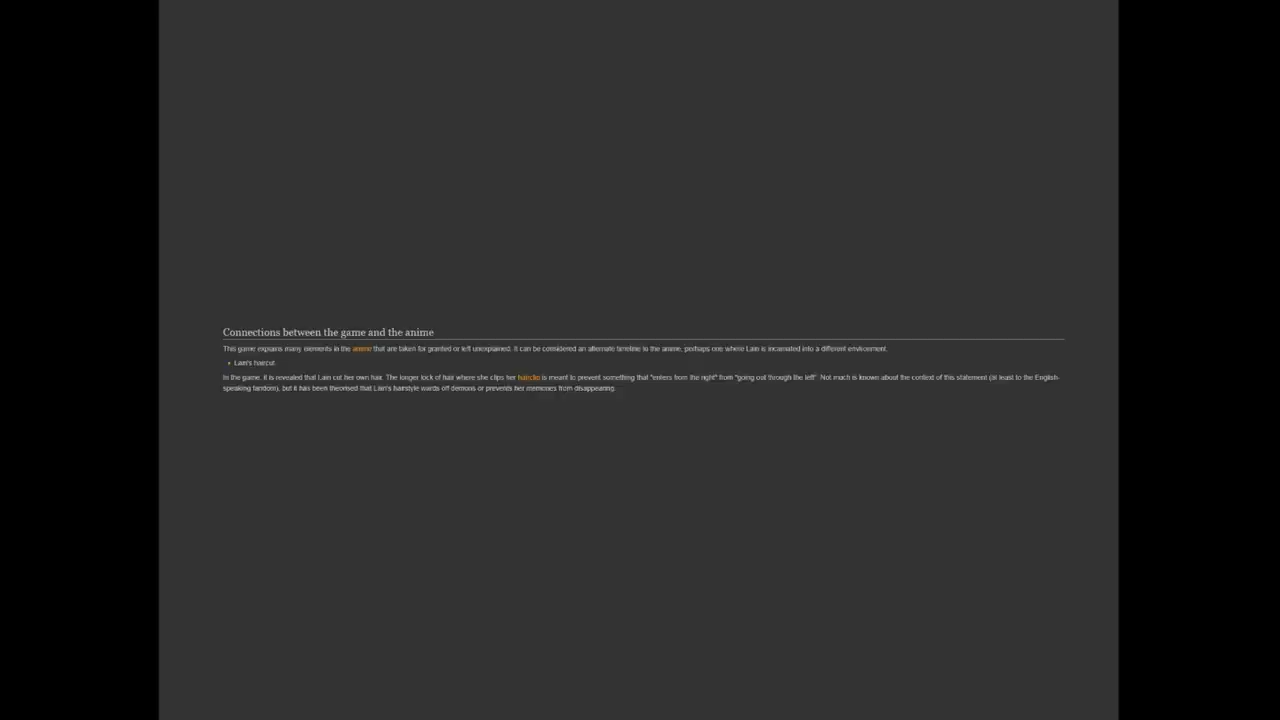 Connections between the game and the anime
This game explains many elements in the anime that are taken for granted or left unexplained. It can be considered an alternate timeline to the anime, perhaps one where Lain is incarnated into a different environment.
Lain's haircut
In the game, it is revealed that Lain cut her own hair. The longer lock of hair where she clips her hairclip is meant to prevent something that "enters from the right" from "going out through the left". Not much is known about the context of this statement (at least to the English-
speaking fandom), but it has been theorised that Lain's hairstyle wards off demons or prevents her memories from disappearing.